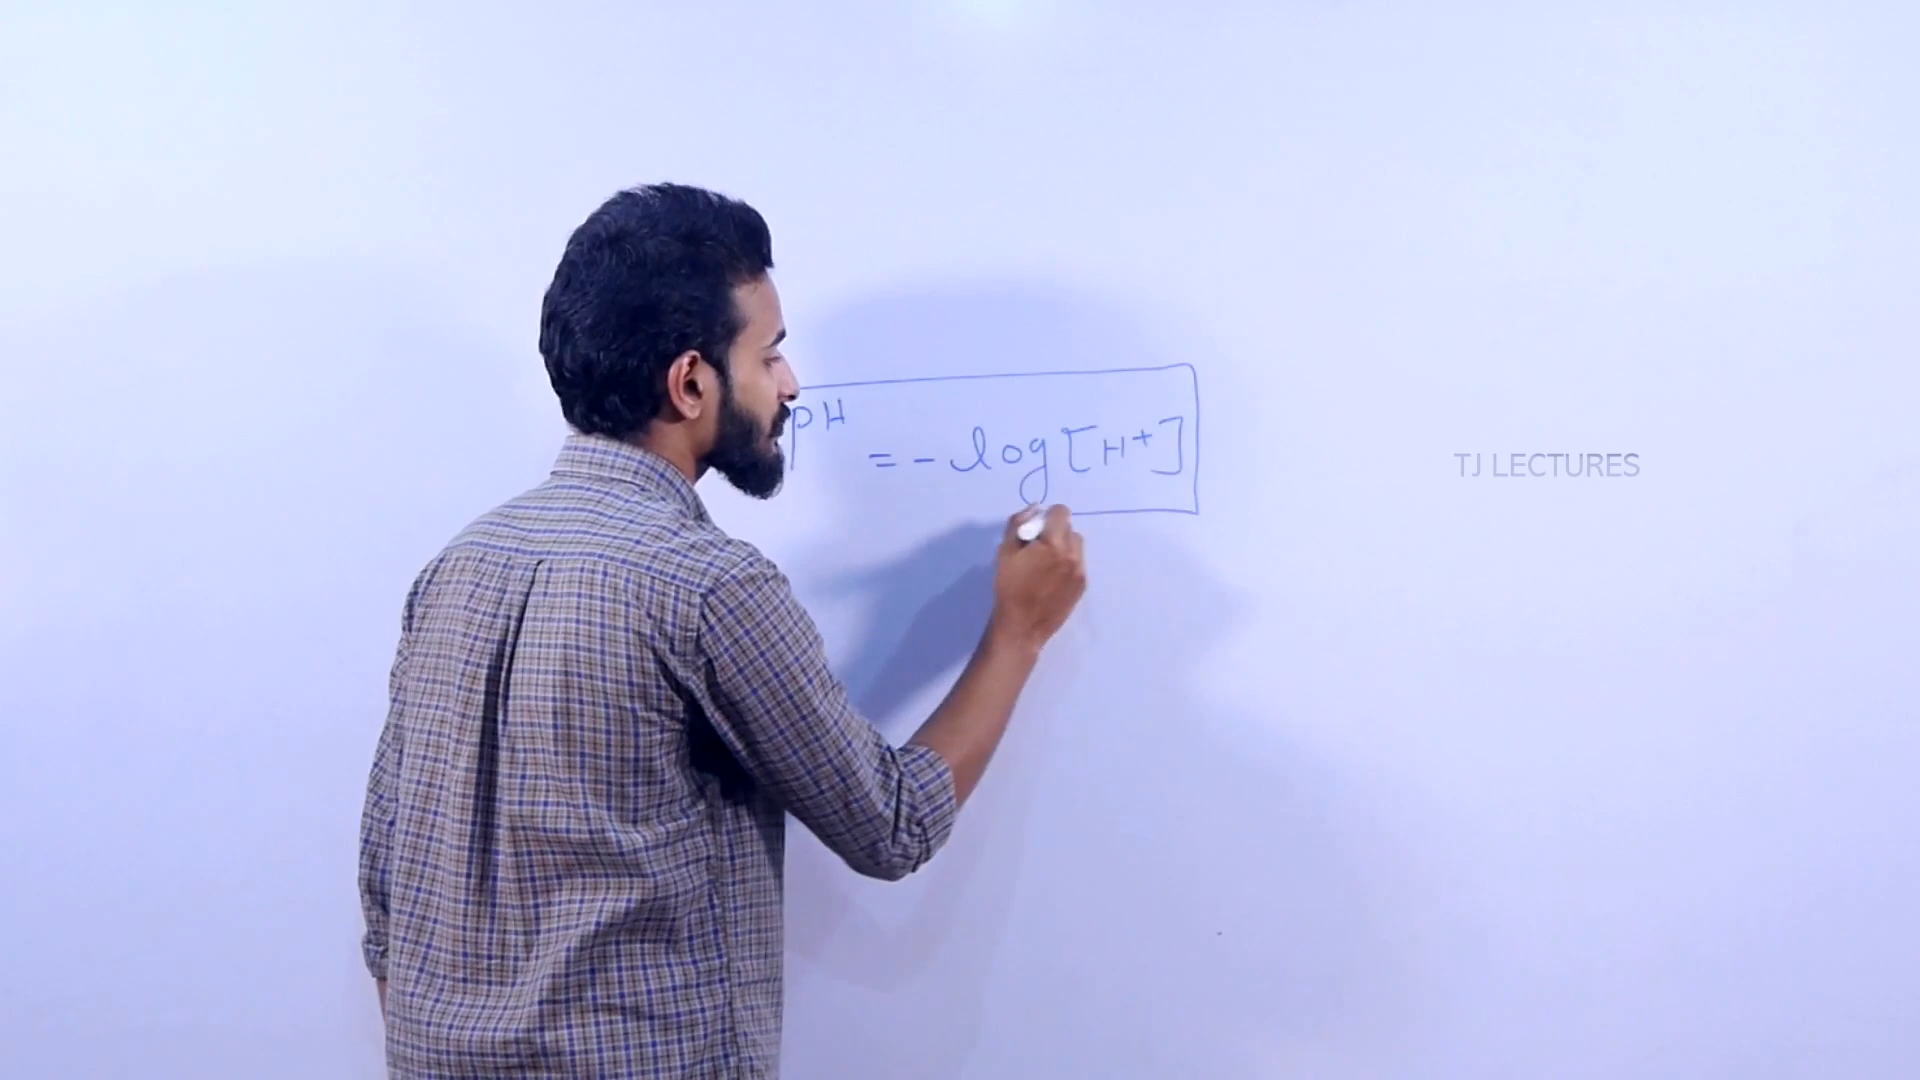 pH = - log [H+]
TJ LECTURES